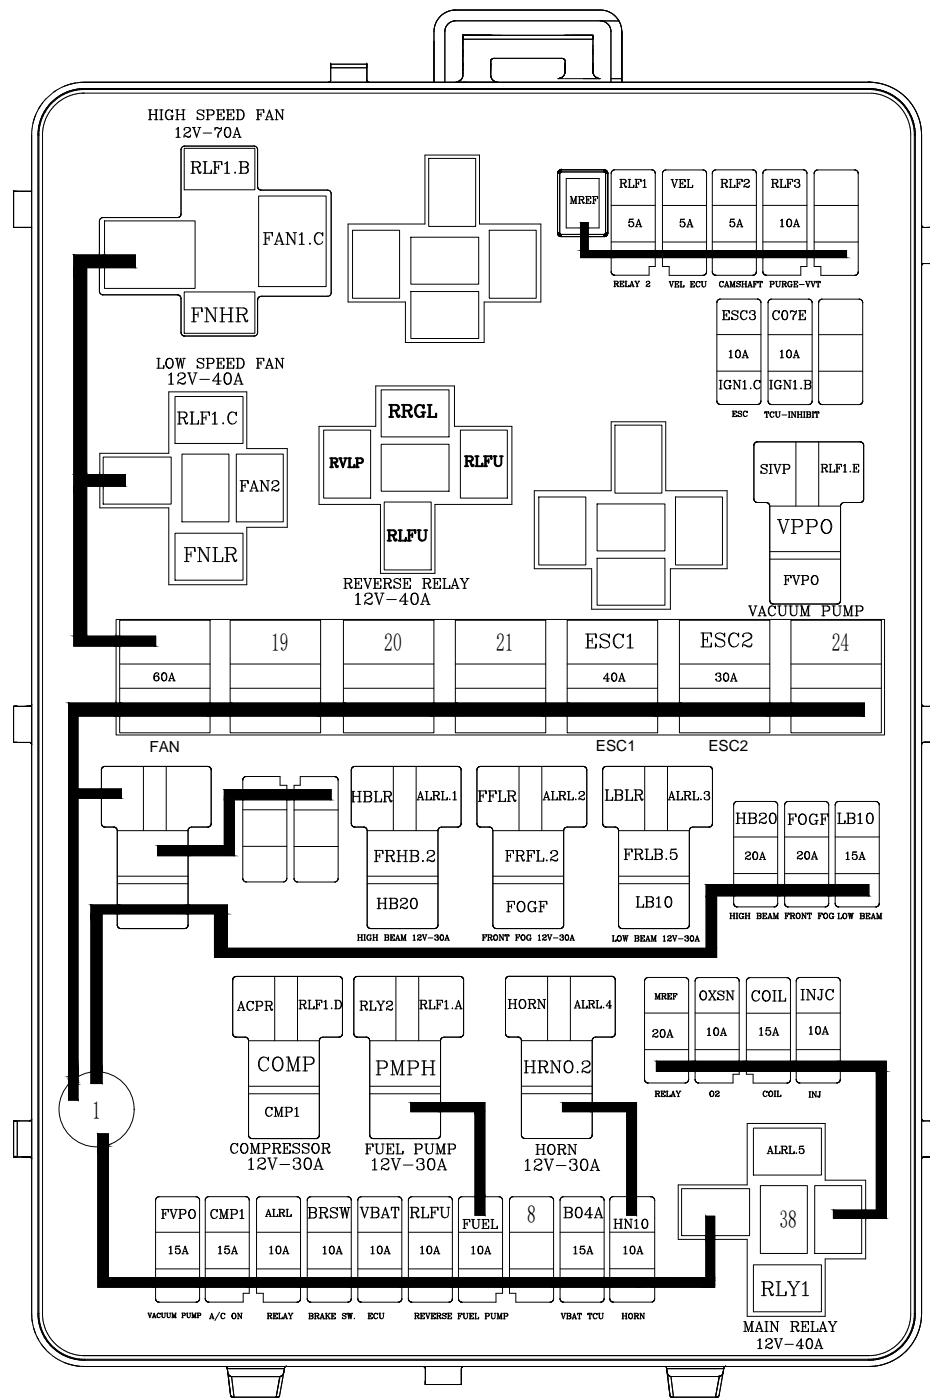 HIGH SPEED FAN
12V-70A
RLF1.B
FAN1.C
FNHR
MREF
RLF1
VEL
RLF2
RLF3
5A
5A
5A
10A
RELAY 2
VEL ECU
CAMSHAFT
PURGE-VVT
ESC3
C07E
10A
10A
IGN1.C
IGN1.B
ESC
TCU-INHIBIT
LOW SPEED FAN
12V-40A
RLF1.C
FAN2
FNLR
RRGL
RVLP
RLFU
RLFU
REVERSE RELAY
12V-40A
SIVP
RLF1.E
VPPO
FVPO
VACUUM PUMP
19
20
21
ESC1
ESC2
24
60A
40A
30A
FAN
ESC1
ESC2
HBLR
ALRL.1
FRHB.2
HB20
HIGH BEAM 12V-30A
FFLR
ALRL.2
FRFL.2
FOGF
FRONT FOG 12V-30A
LBLR
ALRL.3
FRLB.5
LB10
LOW BEAM 12V-30A
HB20
FOGF
LB10
20A
20A
15A
HIGH BEAM
FRONT FOG
LOW BEAM
ACPR
RLF1.D
COMP
CMP1
COMPRESSOR
12V-30A
RLY2
RLF1.A
PMPH
FUEL PUMP
12V-30A
HORN
ALRL.4
HRNO.2
HORN
12V-30A
MREF
OXSN
COIL
INJC
20A
10A
15A
10A
RELAY
O2
COIL
INJ
1
ALRL.5
38
RLY1
MAIN RELAY
12V-40A
FVPO
CMP1
ALRL
BRSW
VBAT
RLFU
FUEL
8
B04A
HN10
15A
15A
10A
10A
10A
10A
10A
15A
10A
VACUUM PUMP
A/C ON
RELAY
BRAKE SW.
ECU
REVERSE
FUEL PUMP
VBAT TCU
HORN